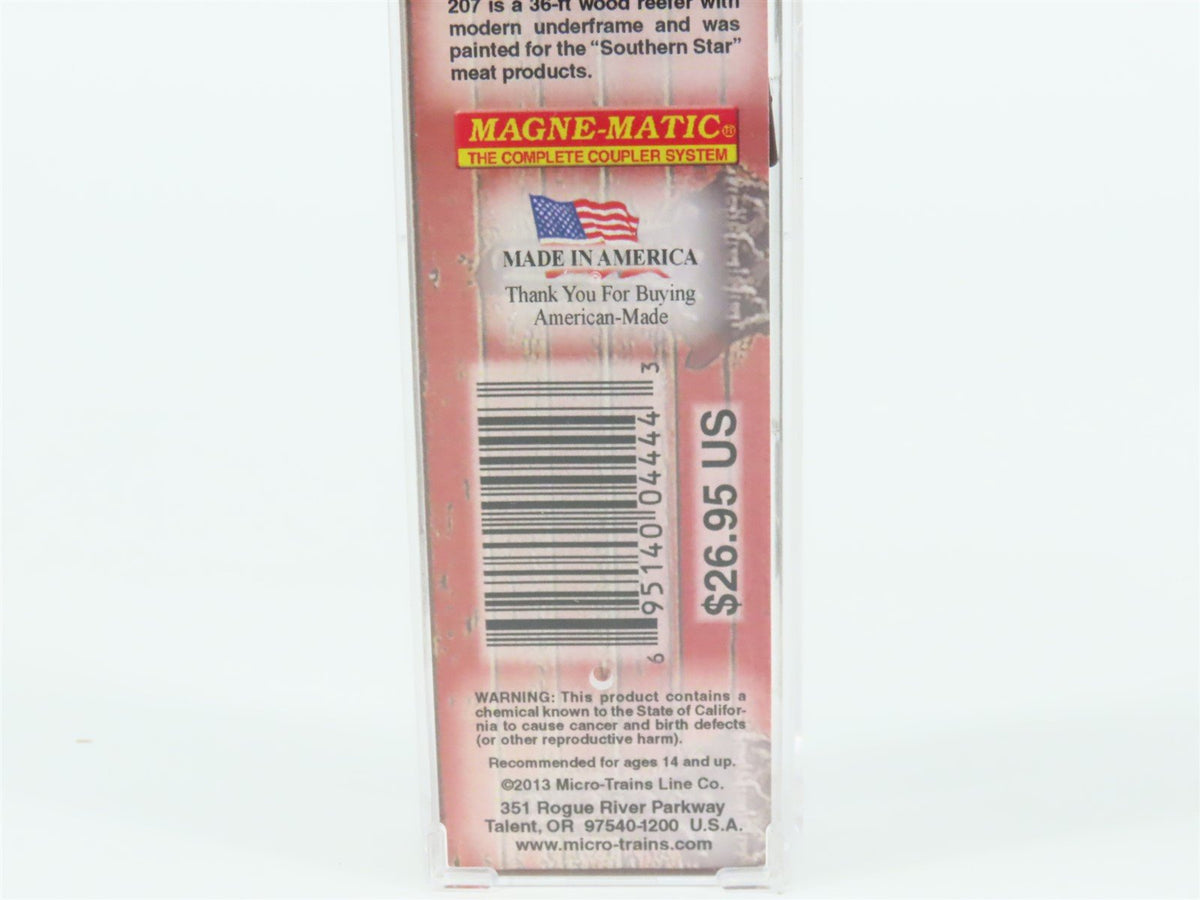 207 is a 36-ft wood reefer with
modern underframe and was
painted for the “Southern Star”
meat products.
MAGNE-MATIC®
THE COMPLETE COUPLER SYSTEM
MADE IN AMERICA
Thank You For Buying
American-Made
6 95140 04444 3
$26.95 US
WARNING: This product contains a
chemical known to the State of Califor-
nia to cause cancer and birth defects
(or other reproductive harm).
Recommended for ages 14 and up.
©2013 Micro-Trains Line Co.
351 Rogue River Parkway
Talent, OR 97540-1200 U.S.A.
www.micro-trains.com